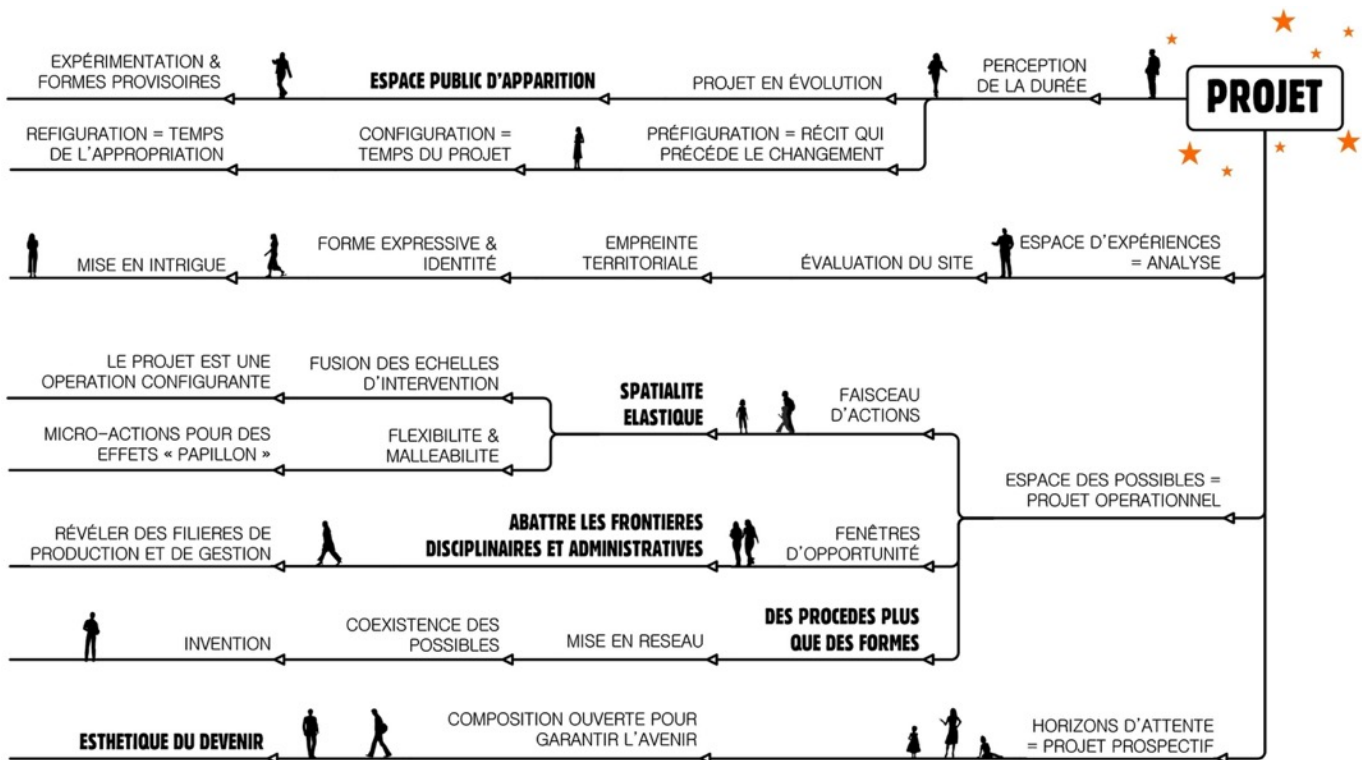 EXPÉRIMENTATION &
FORMES PROVISOIRES
ESPACE PUBLIC D'APPARITION
PROJET EN ÉVOLUTION
PERCEPTION
DE LA DURÉE
PROJET
REFIGURATION = TEMPS
DE L'APPROPRIATION
CONFIGURATION =
TEMPS DU PROJET
PRÉFIGURATION = RÉCIT QUI
PRÉCÉDE LE CHANGEMENT
MISE EN INTRIGUE
FORME EXPRESSIVE &
IDENTITÉ
EMPREINTE
TERRITORIALE
ÉVALUATION DU SITE
ESPACE D'EXPÉRIENCES
= ANALYSE
LE PROJET EST UNE
OPERATION CONFIGURANTE
FUSION DES ECHELLES
D'INTERVENTION
SPATIALITE
ELASTIQUE
FAISCEAU
D'ACTIONS
MICRO-ACTIONS POUR DES
EFFETS « PAPILLON »
FLEXIBILITE &
MALLEABILITE
ESPACE DES POSSIBLES =
PROJET OPERATIONNEL
RÉVÉLER DES FILIERES DE
PRODUCTION ET DE GESTION
ABATTRE LES FRONTIERES
DISCIPLINAIRES ET ADMINISTRATIVES
FENÊTRES
D'OPPORTUNITÉ
INVENTION
COEXISTENCE DES
POSSIBLES
MISE EN RESEAU
DES PROCEDES PLUS
QUE DES FORMES
ESTHETIQUE DU DEVENIR
COMPOSITION OUVERTE POUR
GARANTIR L'AVENIR
HORIZONS D'ATTENTE
= PROJET PROSPECTIF